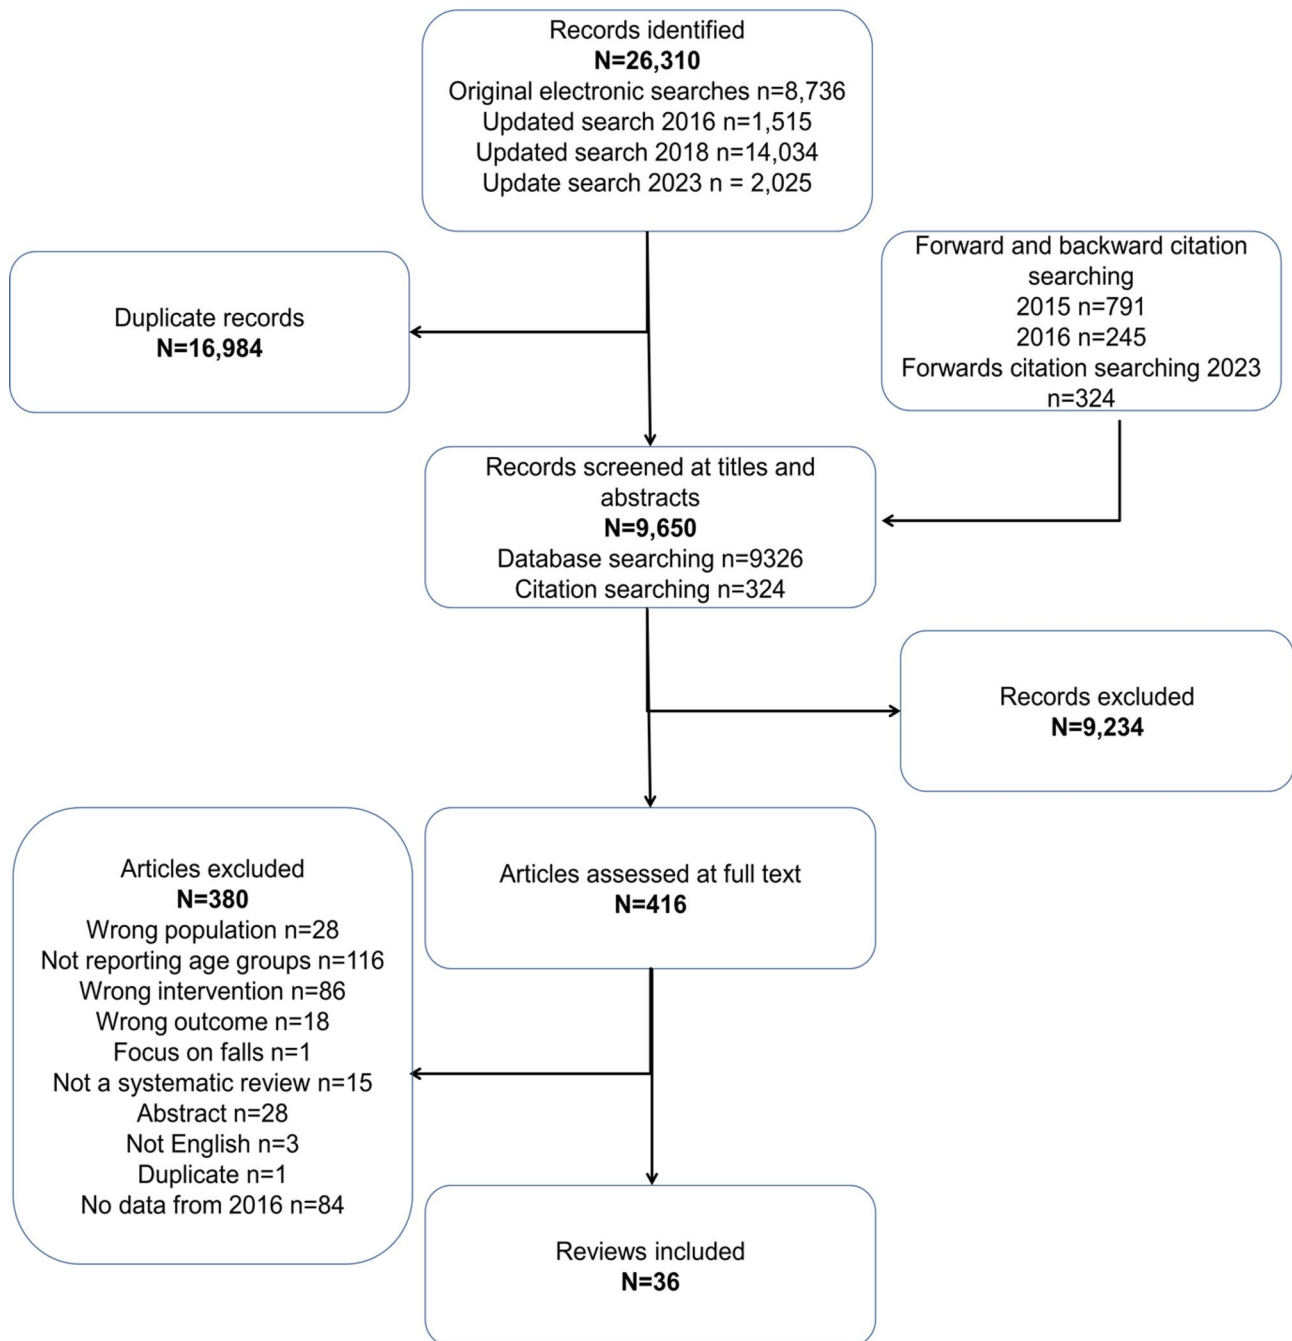 Records identified
N=26,310
Original electronic searches n=8,736
Updated search 2016 n=1,515
Updated search 2018 n=14,034
Update search 2023 n = 2,025
Duplicate records
N=16,984
Forward and backward citation
searching
2015 n=791
2016 n=245
Forwards citation searching 2023
n=324
Records screened at titles and
abstracts
N=9,650
Database searching n=9326
Citation searching n=324
Records excluded
N=9,234
Articles excluded
N=380
Wrong population n=28
Not reporting age groups n=116
Wrong intervention n=86
Wrong outcome n=18
Focus on falls n=1
Not a systematic review n=15
Abstract n=28
Not English n=3
Duplicate n=1
No data from 2016 n=84
Articles assessed at full text
N=416
Reviews included
N=36